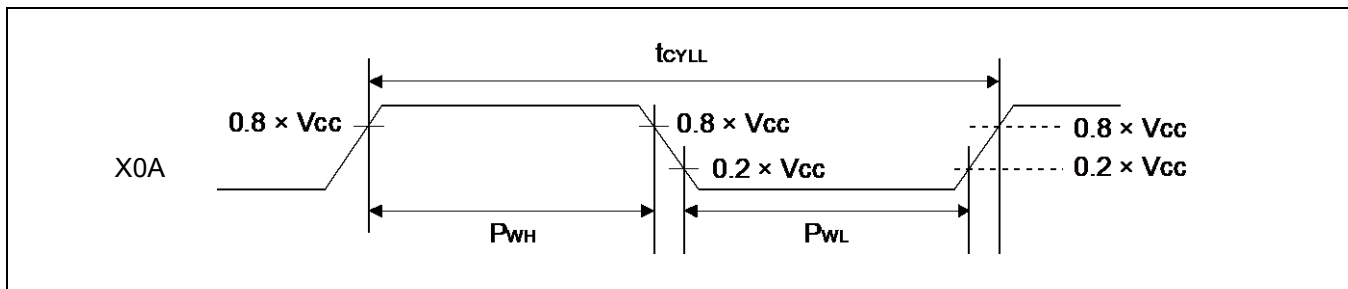 tCYLL
0.8 × Vcc
0.8 × Vcc
0.8 × Vcc
X0A
0.2 × Vcc
0.2 × Vcc
PWH
PWL